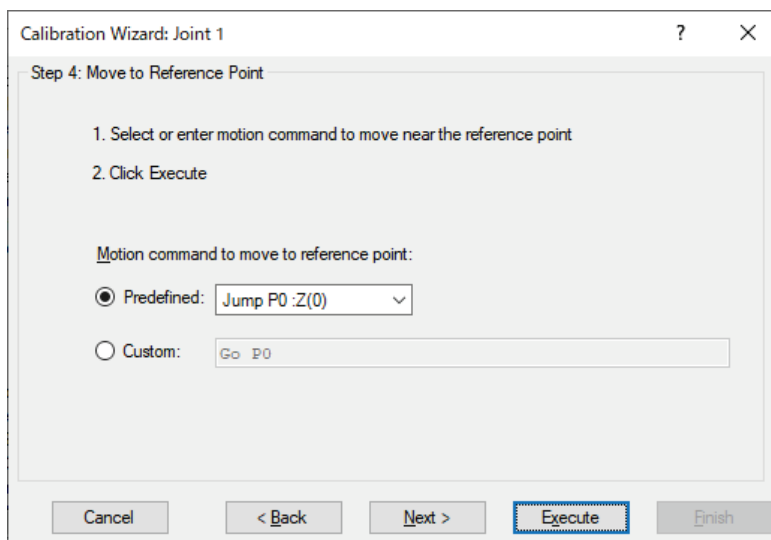 Calibration Wizard: Joint 1
?
Step 4: Move to Reference Point
1. Select or enter motion command to move near the reference point
2. Click Execute
Motion command to move to reference point:
Predefined: Jump P0 :Z(0)
Custom: Go P0
Cancel < Back Next > Execute Finish